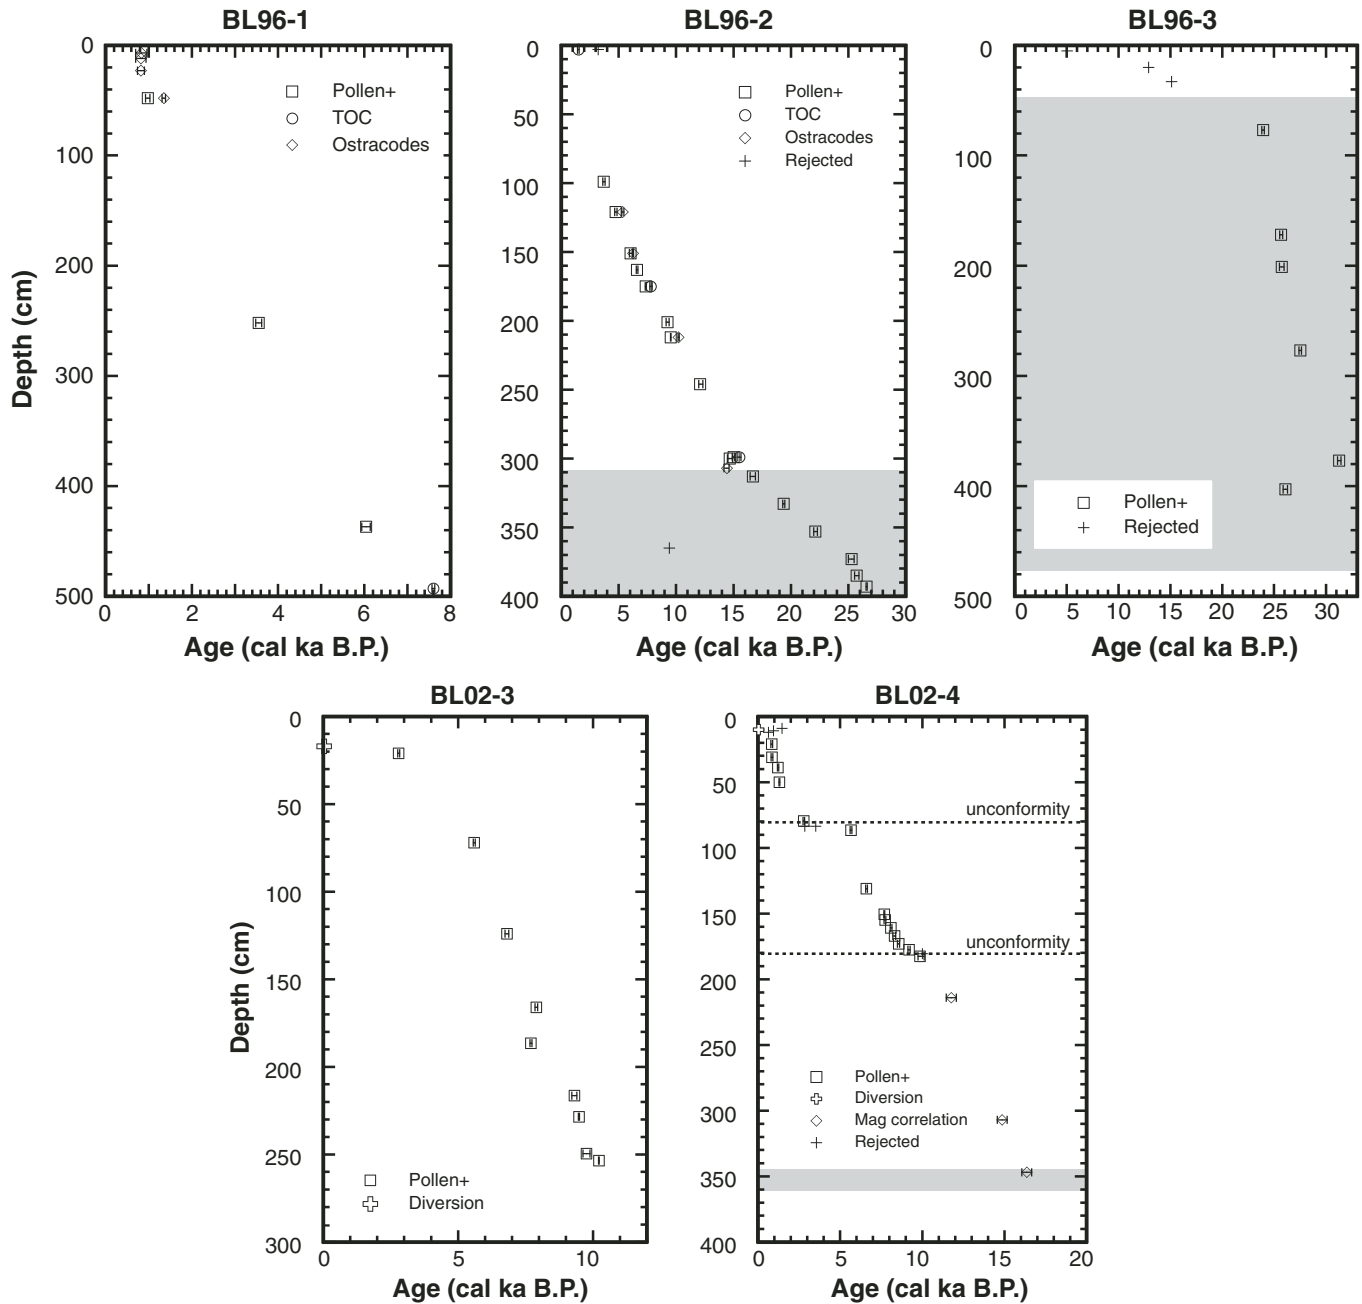 BL96-1
BL96-2
BL96-3
0
100
200
300
400
500
Depth (cm)
Pollen+
TOC
Ostracodes
0 2 4 6 8
Age (cal ka B.P.)
0
50
100
150
200
250
300
350
400
Pollen+
TOC
Ostracodes
Rejected
0 5 10 15 20 25 30
Age (cal ka B.P.)
0
100
200
300
400
500
Pollen+
Rejected
0 5 10 15 20 25 30
Age (cal ka B.P.)
BL02-3
BL02-4
0
50
100
150
200
250
300
Depth (cm)
Pollen+
Diversion
0 5 10
Age (cal ka B.P.)
0
50
100
150
200
250
300
350
400
unconformity
unconformity
Pollen+
Diversion
Mag correlation
Rejected
0 5 10 15 20
Age (cal ka B.P.)